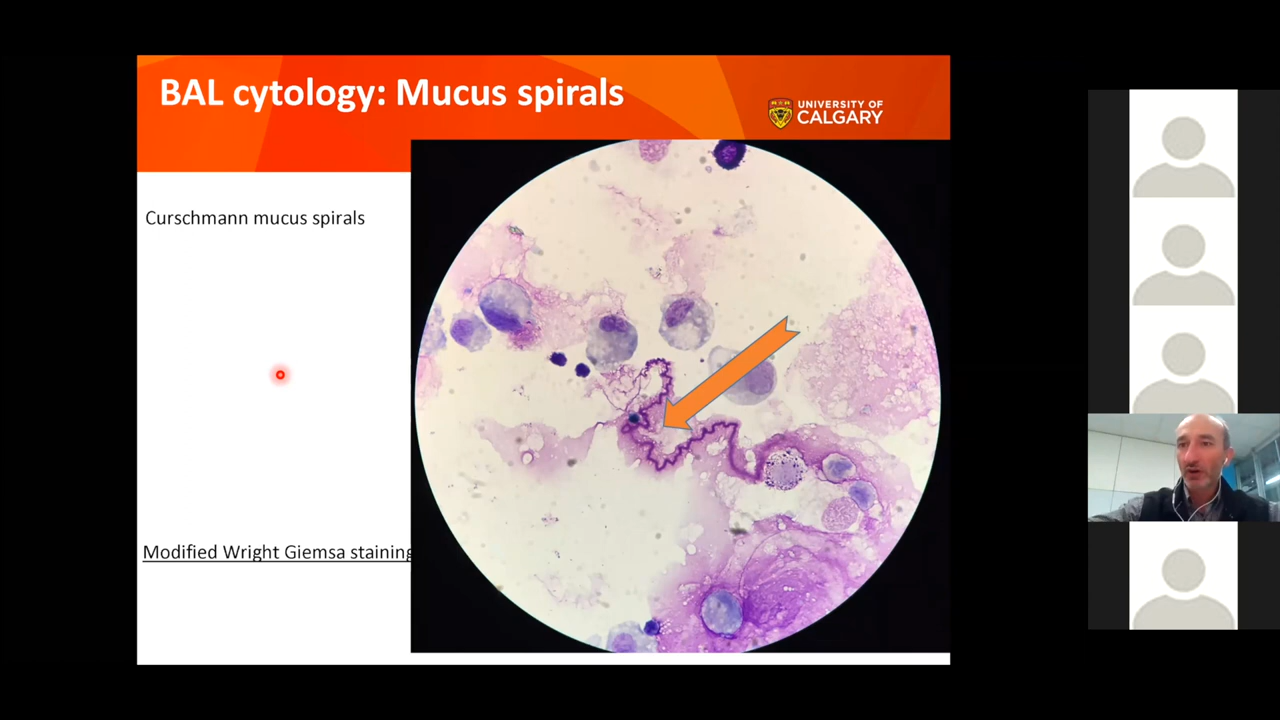 BAL cytology: Mucus spirals
UNIVERSITY OF
CALGARY
Curschmann mucus spirals
Modified Wright Giemsa staining